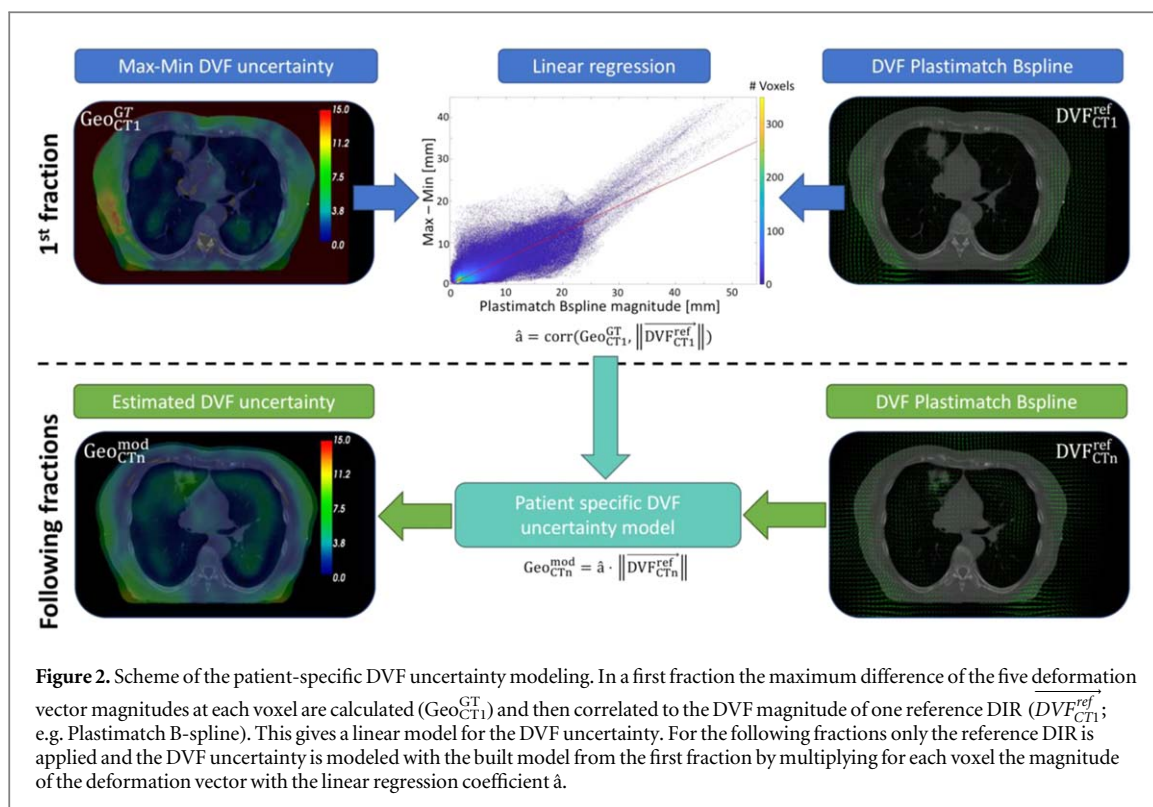 Max-Min DVF uncertainty
Linear regression
DVF Plastimatch Bspline
1st fraction
Geo^GT_CT1
15.0
11.2
7.5
3.8
0.0
# Voxels
300
200
100
0
Max – Min [mm]
40
30
20
10
0
0 10 20 30 40 50
Plastimatch Bspline magnitude [mm]
DVF^ref_CT1
â = corr(Geo^GT_CT1, ‖DVF^ref_CT1‖)
Following fractions
Estimated DVF uncertainty
DVF Plastimatch Bspline
Geo^mod_CTn
15.0
11.2
7.5
3.8
0.0
Patient specific DVF
uncertainty model
Geo^mod_CTn = â · ‖DVF^ref_CTn‖
DVF^ref_CTn
Figure 2. Scheme of the patient-specific DVF uncertainty modeling. In a first fraction the maximum difference of the five deformation
vector magnitudes at each voxel are calculated (Geo^GT_CT1) and then correlated to the DVF magnitude of one reference DIR (DVF^ref_CT1;
e.g. Plastimatch B-spline). This gives a linear model for the DVF uncertainty. For the following fractions only the reference DIR is
applied and the DVF uncertainty is modeled with the built model from the first fraction by multiplying for each voxel the magnitude
of the deformation vector with the linear regression coefficient â.